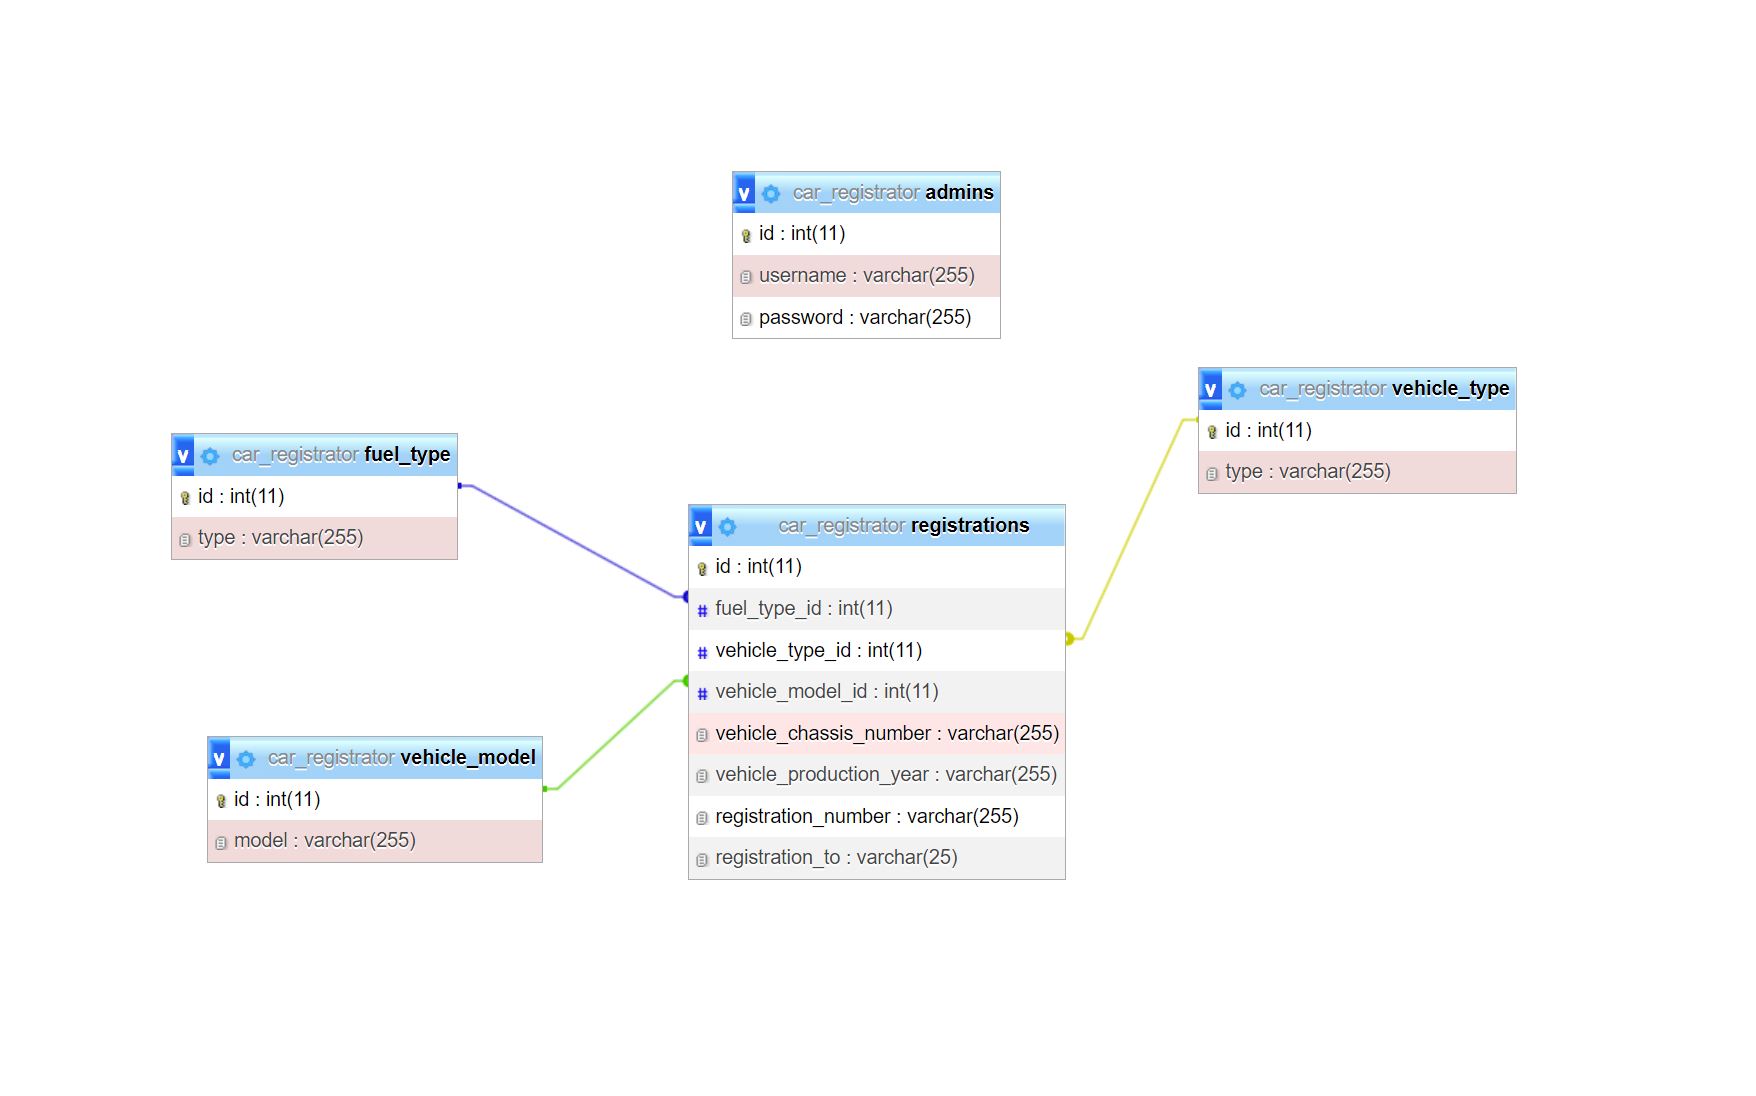 v car_registrator admins
id : int(11)
username : varchar(255)
password : varchar(255)
v car_registrator vehicle_type
id : int(11)
type : varchar(255)
v car_registrator fuel_type
id : int(11)
type : varchar(255)
v car_registrator registrations
id : int(11)
# fuel_type_id : int(11)
# vehicle_type_id : int(11)
# vehicle_model_id : int(11)
vehicle_chassis_number : varchar(255)
vehicle_production_year : varchar(255)
registration_number : varchar(255)
registration_to : varchar(25)
v car_registrator vehicle_model
id : int(11)
model : varchar(255)